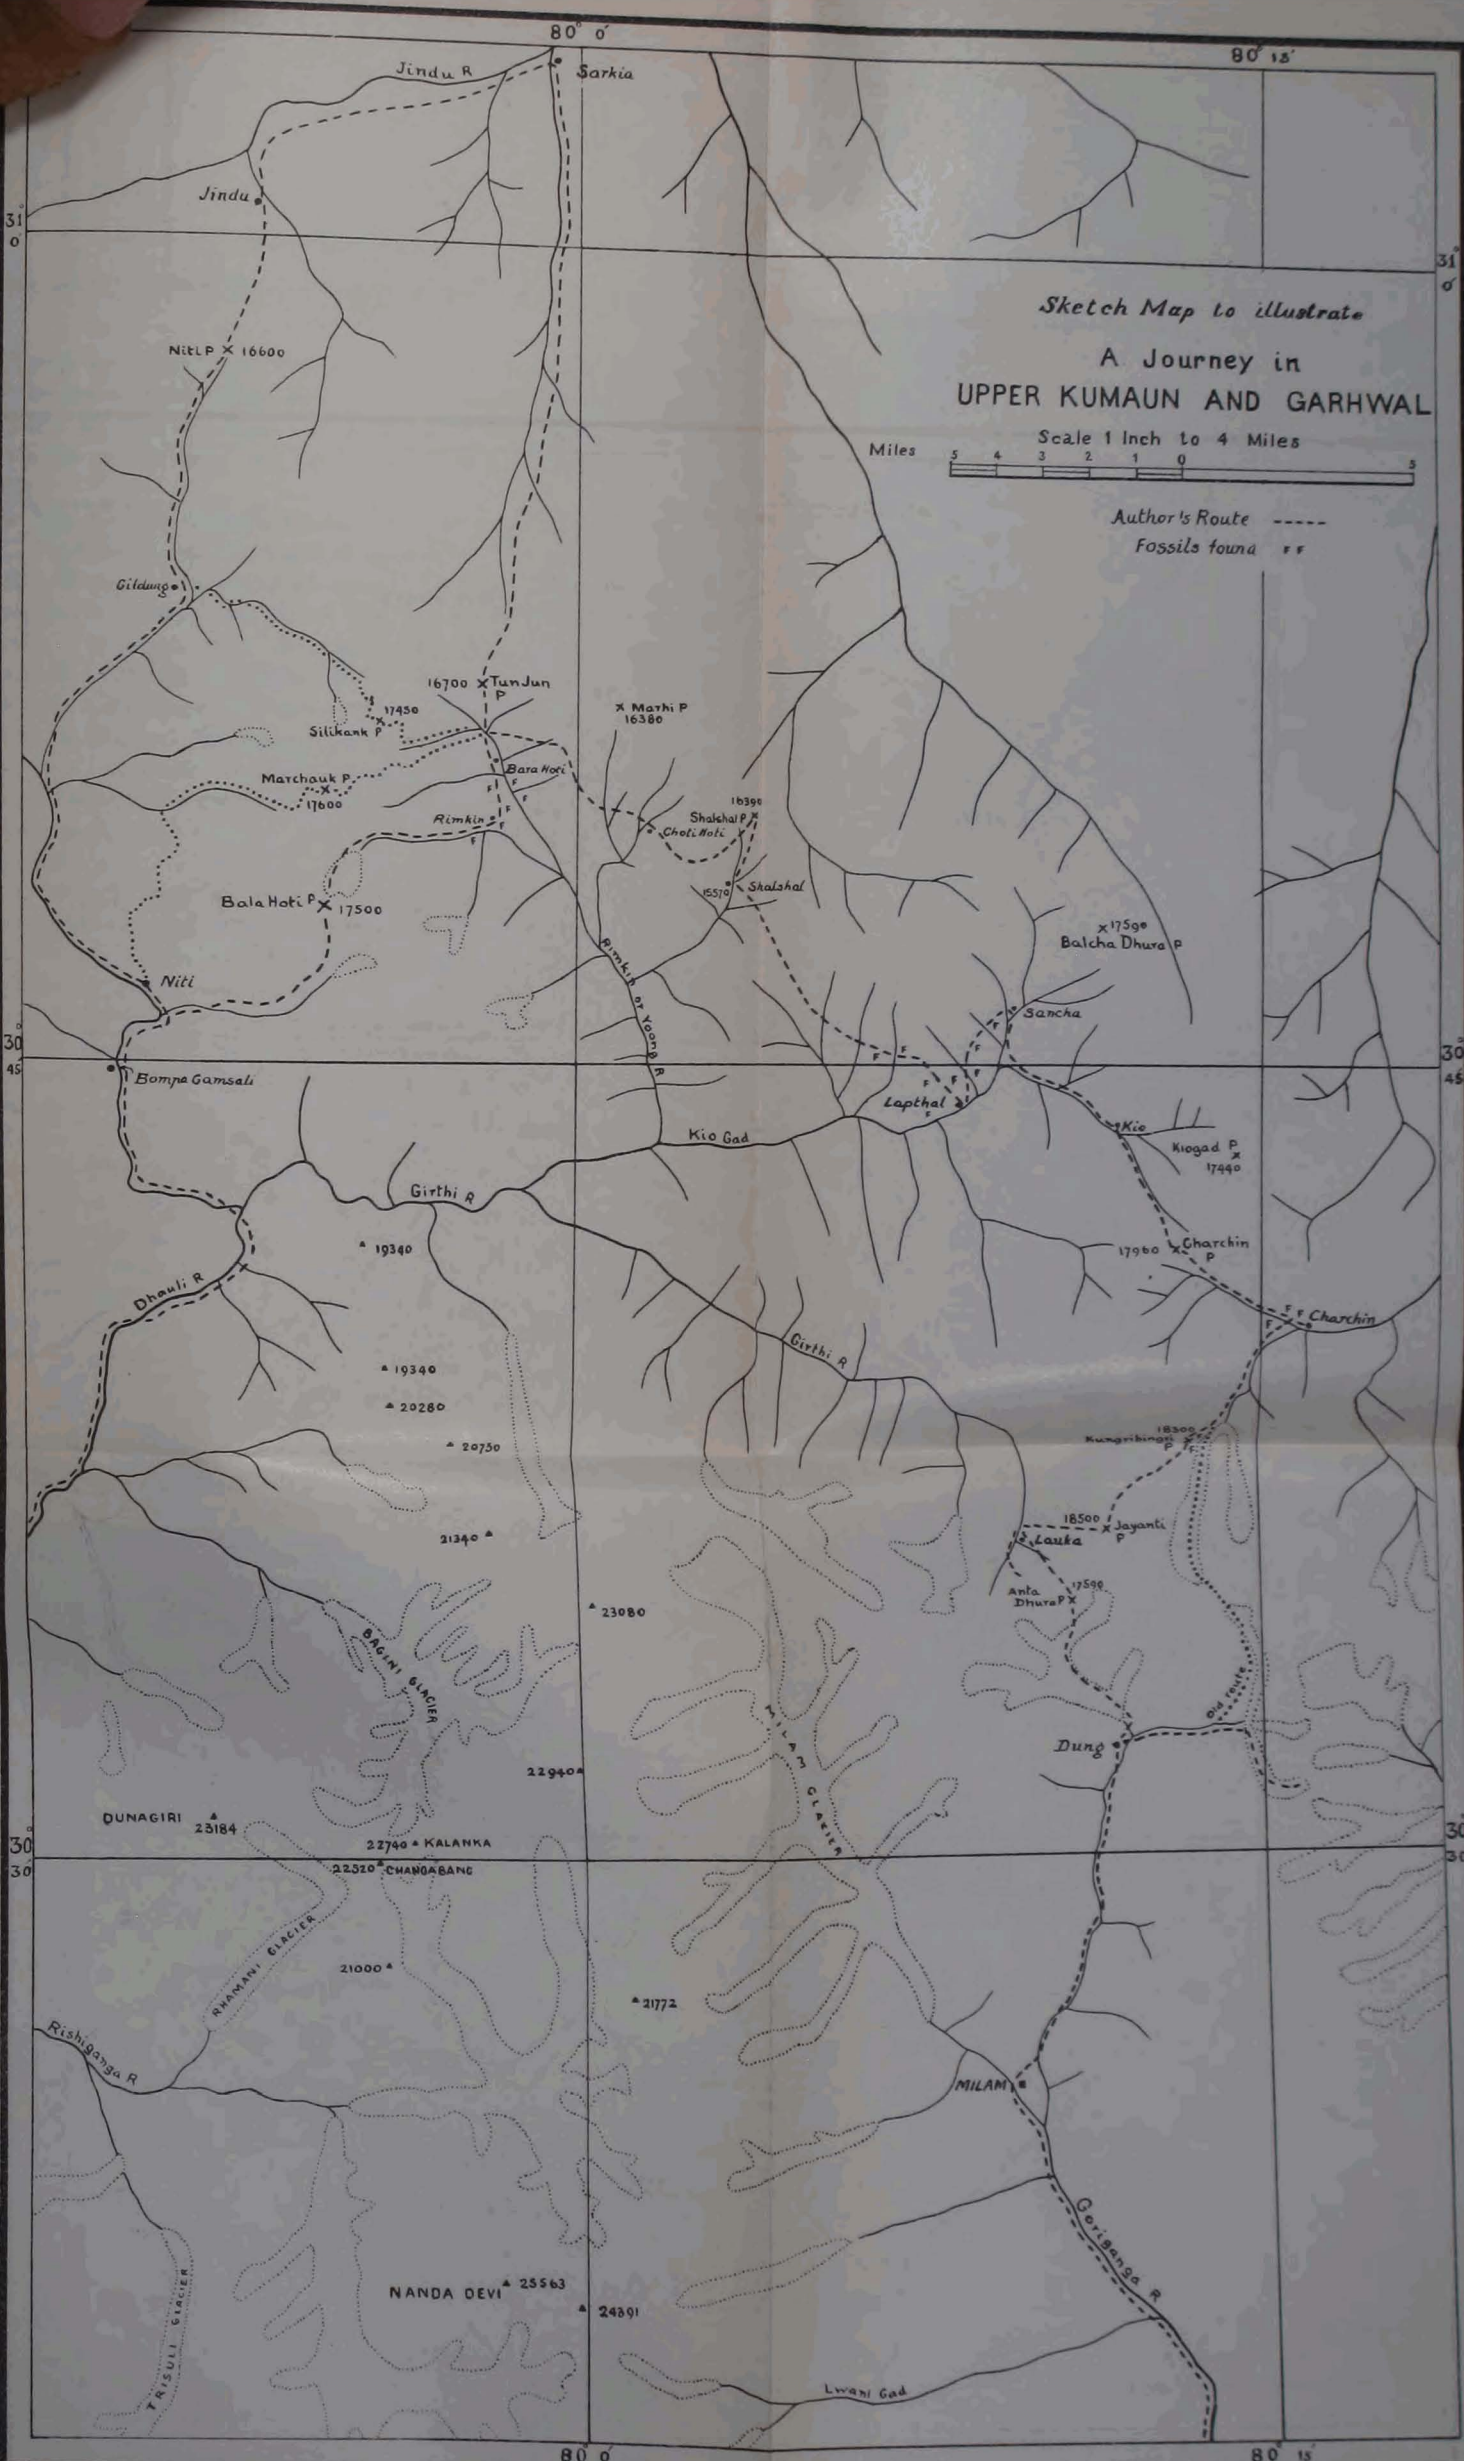 80° 0′
80° 15′
Jindu R
Sarkia
Jindu
31° 0′
31° 0′
Sketch Map to illustrate
A Journey in
UPPER KUMAUN AND GARHWAL
Scale 1 Inch to 4 Miles
Miles 5 4 3 2 1 0 5
Author's Route
Fossils found F F
Niti P × 16600
Gildung
16700 × Tun Jun P
× Marhi P
16380
17450
Silikank P
Marchauk P
17600
Bara Hoti
F
F
F
F
Rimkin
F
F
16390
Shalshal P
Choti Hoti
15570
Shalshal
Bala Hoti P × 17500
× 17590
Balcha Dhura P
Niti
Rimkin or Yoong R
Sancha
F
30° 45′
30° 45′
F
F
F
F
F
F
Bompa Gamsali
Lapthal
Kio Gad
Kio
Kiogad P
17440
Girthi R
19340
17960 × Charchin P
Dhauli R
F F Charchin
F
Girthi R
19340
20280
20750
18300
Kungribingri P
F
21340
18500 × Jayanti P
Lauka
17590
Anta
Dhura P
23080
BAGINI GLACIER
MILAM GLACIER
Old route
Dung
22940
DUNAGIRI 23184
30° 30′
30° 30′
22740 KALANKA
22520 CHANGABANG
RHAMANI GLACIER
21000
21772
Rishiganga R
MILAM
Goriganga R
NANDA DEVI 25563
24391
TRISULI GLACIER
Lwani Gad
80° 0′
80° 15′